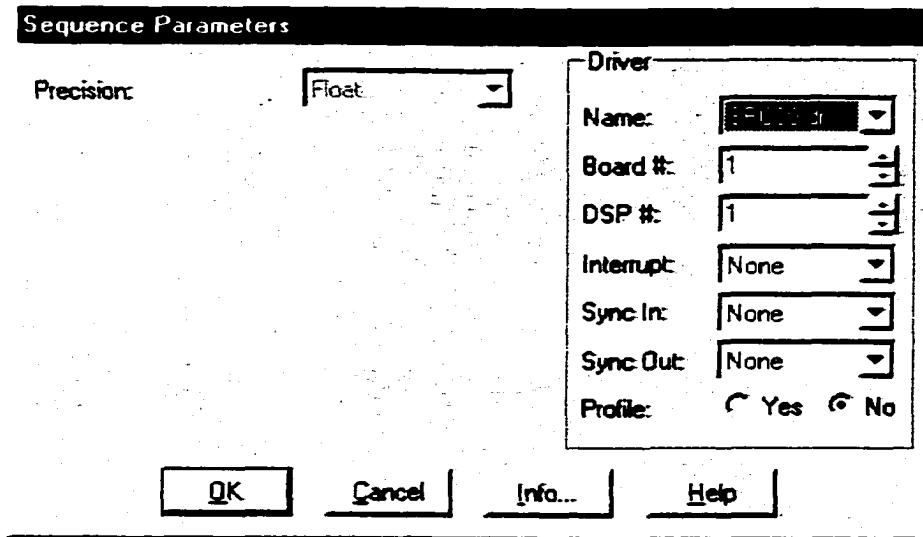 Sequence Parameters
Precision: Float
Driver
Name:
Board #: 1
DSP #: 1
Interrupt: None
Sync In: None
Sync Out: None
Profile: Yes No
OK Cancel Info... Help